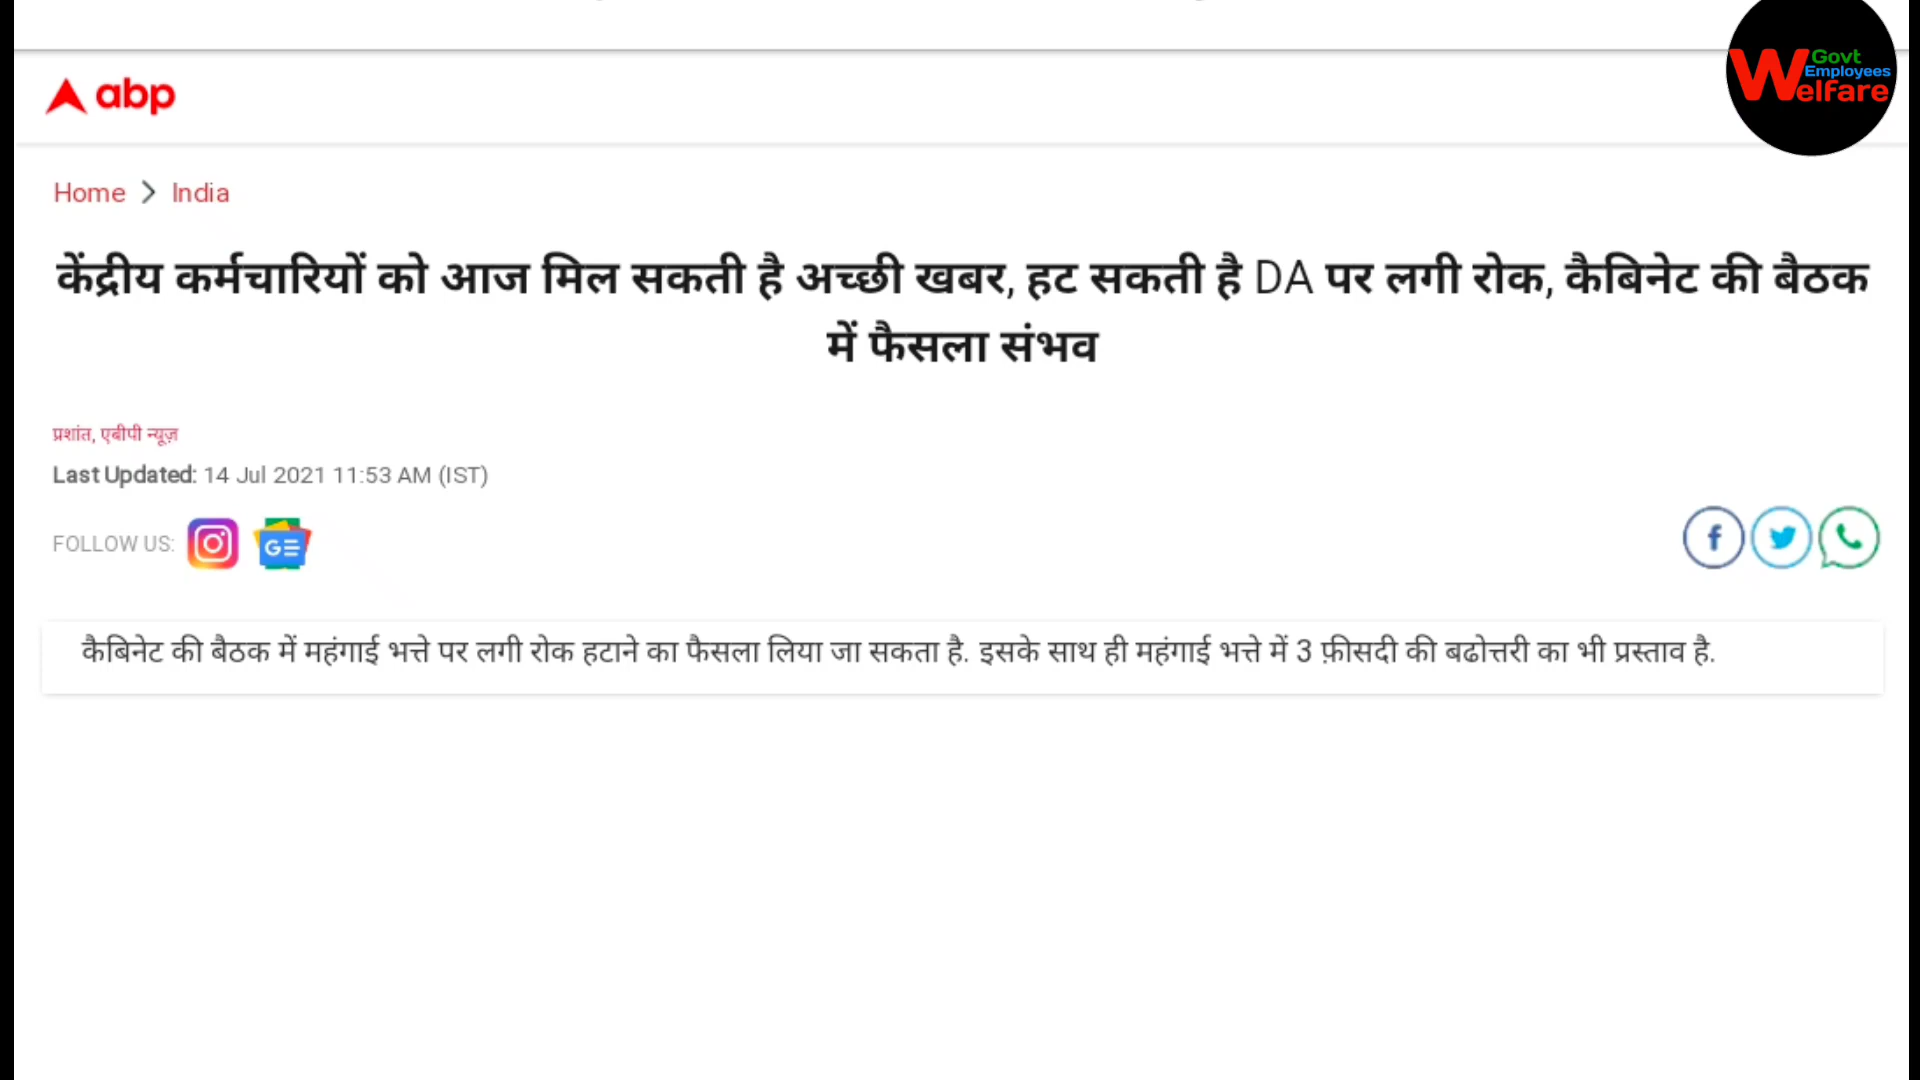 Govt
Employees
Welfare
abp
Home > India
केंद्रीय कर्मचारियों को आज मिल सकती है अच्छी खबर, हट सकती है DA पर लगी रोक, कैबिनेट की बैठक
में फैसला संभव
प्रशांत, एबीपी न्यूज़
Last Updated: 14 Jul 2021 11:53 AM (IST)
FOLLOW US:
कैबिनेट की बैठक में महंगाई भत्ते पर लगी रोक हटाने का फैसला लिया जा सकता है. इसके साथ ही महंगाई भत्ते में 3 फ़ीसदी की बढोत्तरी का भी प्रस्ताव है.